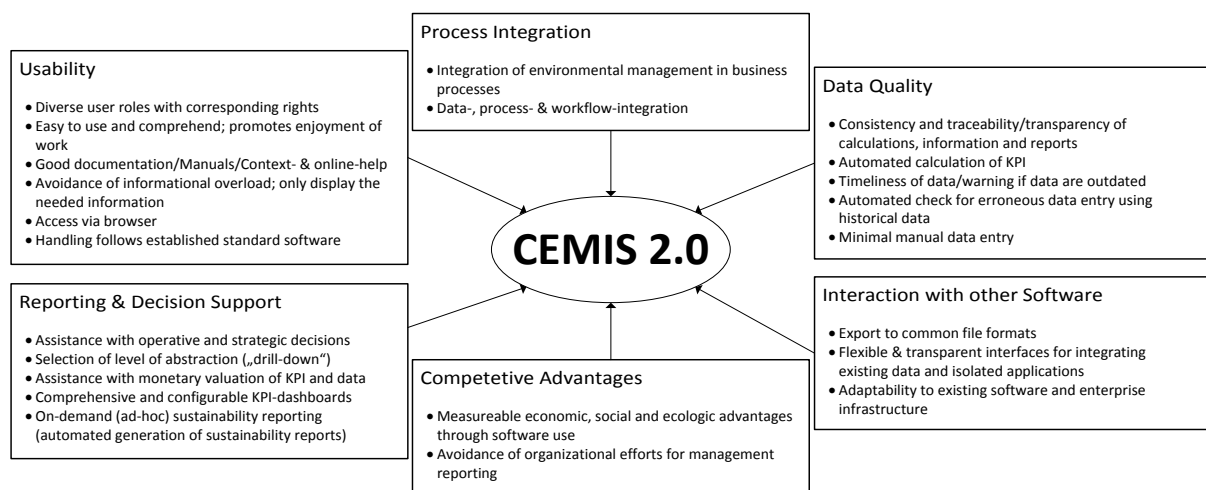 Process Integration
• Integration of environmental management in business
processes
• Data-, process- & workflow-integration
Usability
• Diverse user roles with corresponding rights
• Easy to use and comprehend; promotes enjoyment of
work
• Good documentation/Manuals/Context- & online-help
• Avoidance of informational overload; only display the
needed information
• Access via browser
• Handling follows established standard software
Data Quality
• Consistency and traceability/transparency of
calculations, information and reports
• Automated calculation of KPI
• Timeliness of data/warning if data are outdated
• Automated check for erroneous data entry using
historical data
• Minimal manual data entry
CEMIS 2.0
Reporting & Decision Support
• Assistance with operative and strategic decisions
• Selection of level of abstraction („drill-down“)
• Assistance with monetary valuation of KPI and data
• Comprehensive and configurable KPI-dashboards
• On-demand (ad-hoc) sustainability reporting
(automated generation of sustainability reports)
Competetive Advantages
• Measureable economic, social and ecologic advantages
through software use
• Avoidance of organizational efforts for management
reporting
Interaction with other Software
• Export to common file formats
• Flexible & transparent interfaces for integrating
existing data and isolated applications
• Adaptability to existing software and enterprise
infrastructure